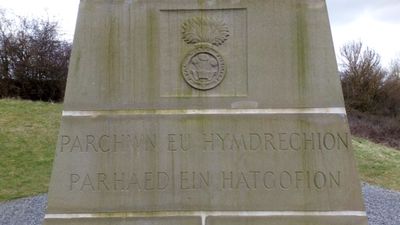 PARCHWN EU HYMDRECHION
PARHAED EIN HATGOFION